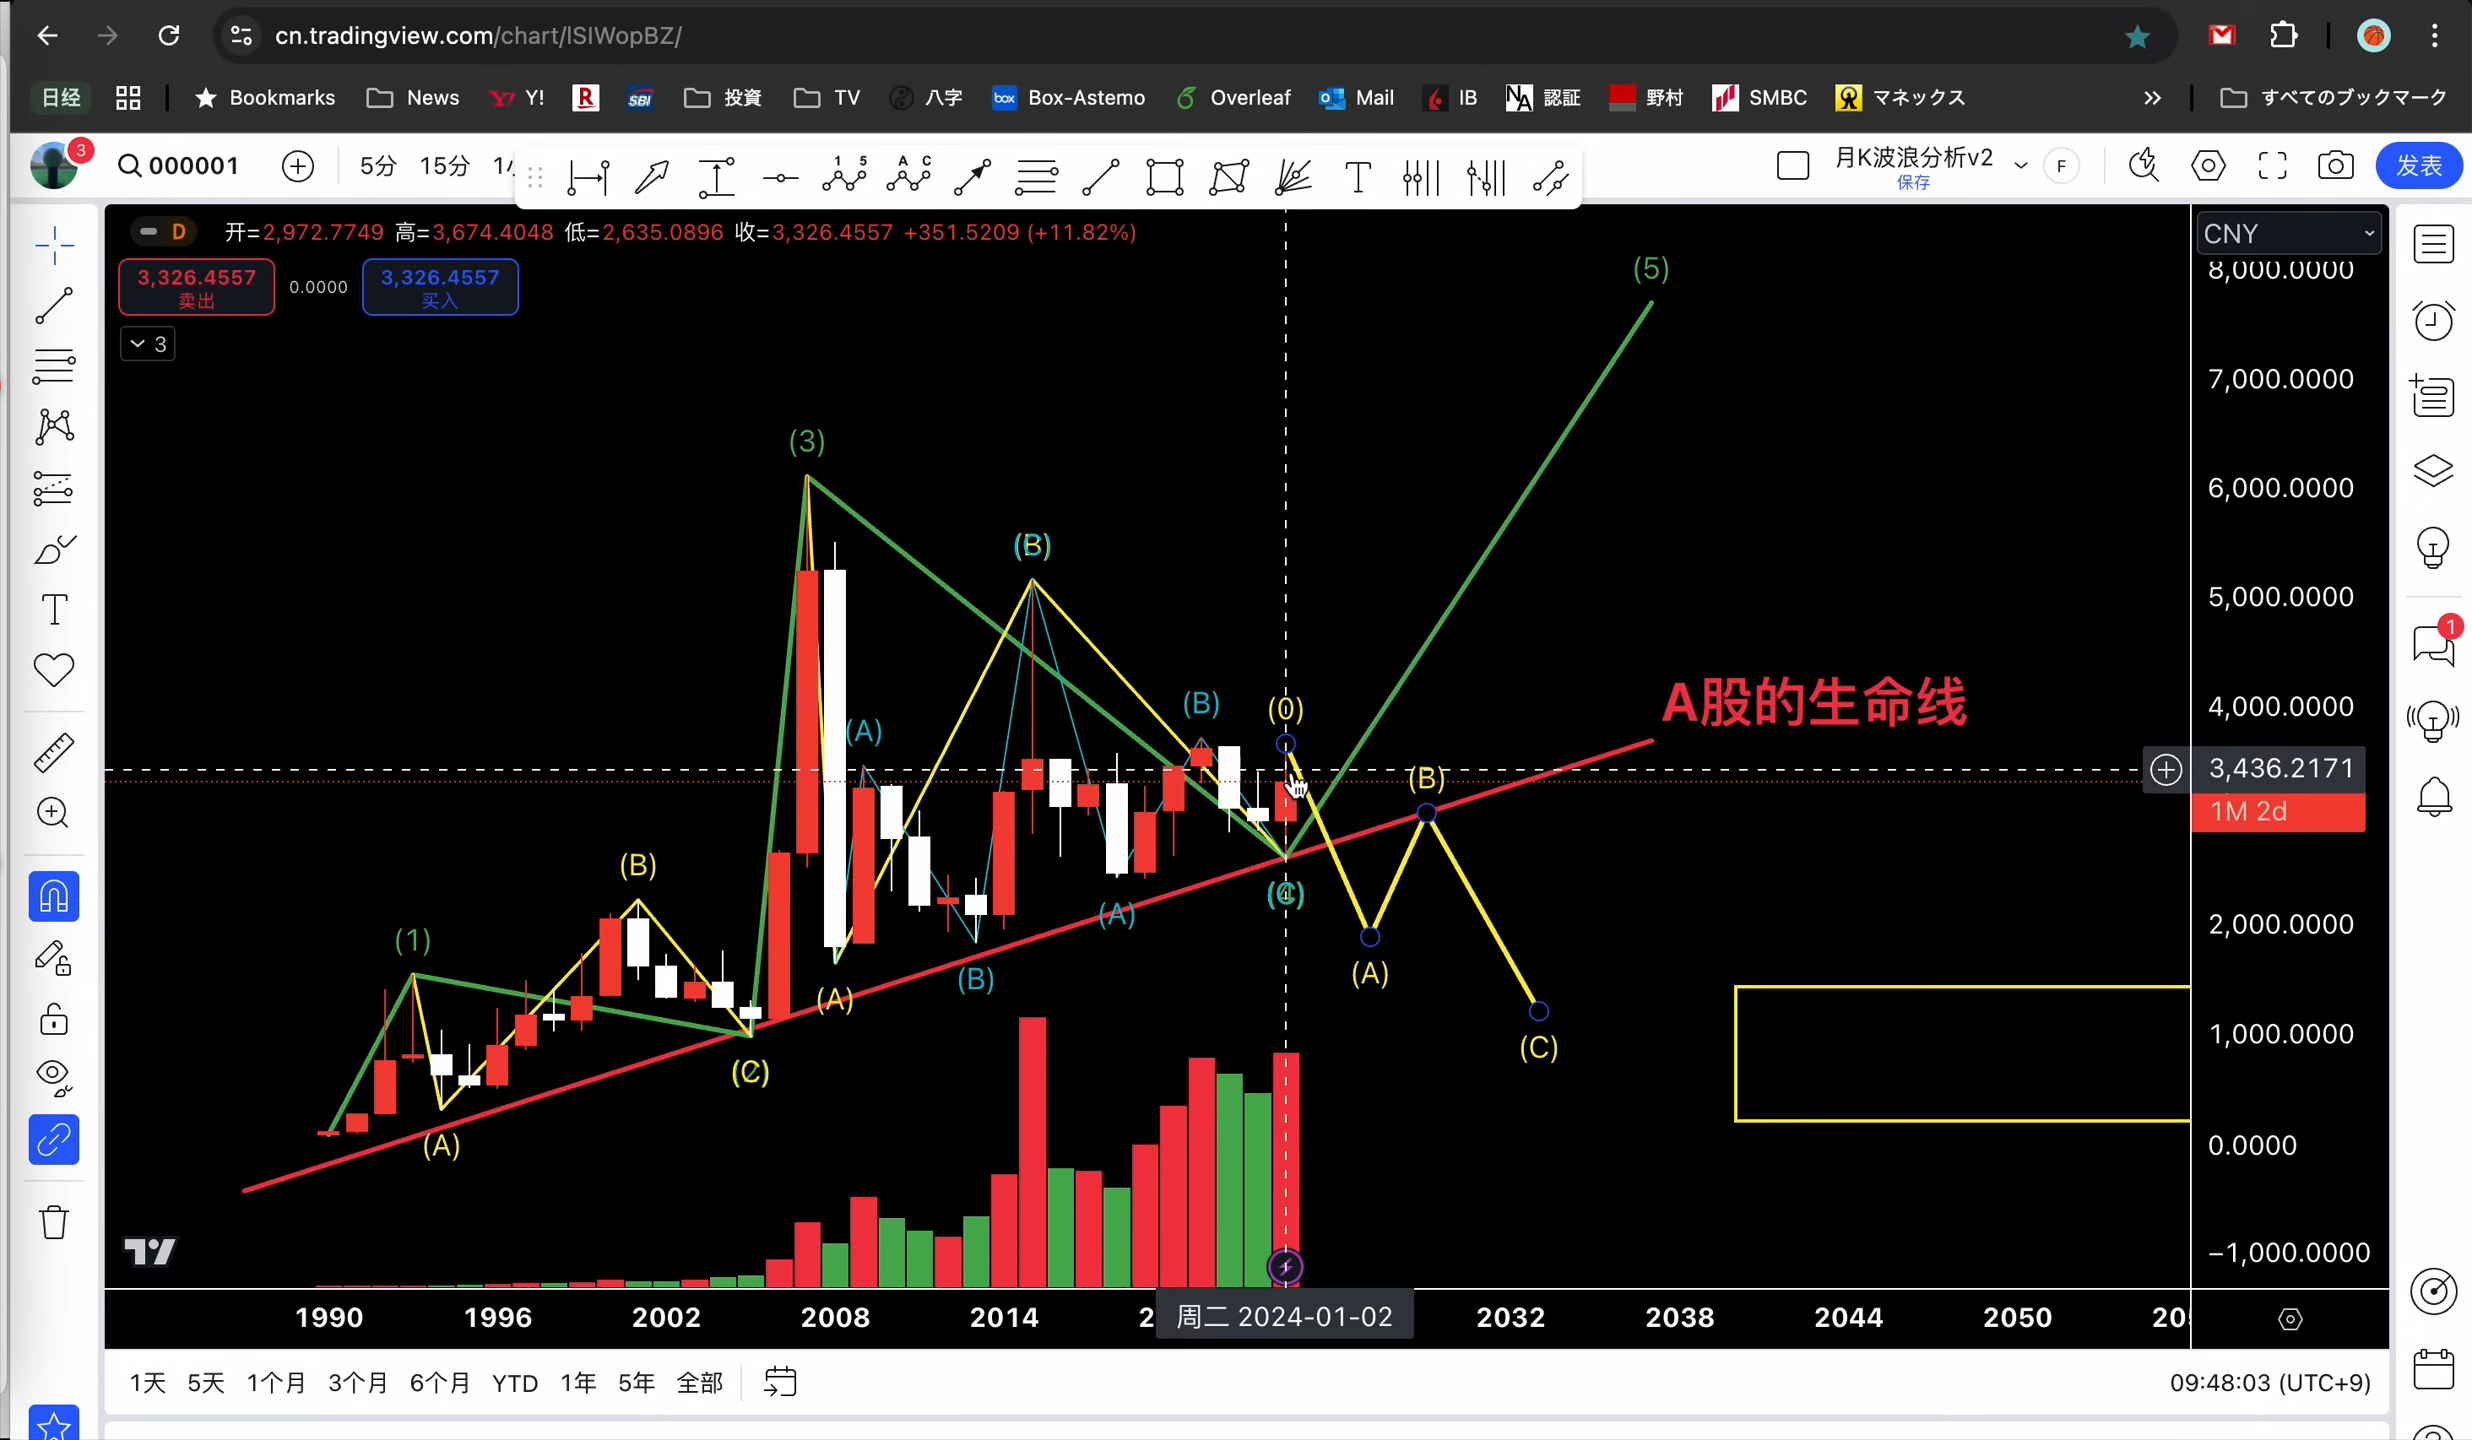 cn.tradingview.com/chart/lSIWopBZ/
日经 Bookmarks News Y! R SBI 投資 TV 八字 box Box-Astemo Overleaf Mail IB NA 認証 野村 SMBC マネックス » すべてのブックマーク
3 000001 5分 15分 月K波浪分析v2 F 发表
保存
D 开=2,972.7749 高=3,674.4048 低=2,635.0896 收=3,326.4557 +351.5209 (+11.82%)
CNY
3,326.4557 0.0000 3,326.4557
卖出 买入
3
(5)
8,000.0000
7,000.0000
(3)
6,000.0000
(B)
5,000.0000
A股的生命线
(A) (B) (0)
4,000.0000
(B)
3,436.2171
1M 2d
(B)
(1)
(A)
2,000.0000
(A) (B) (A)
1,000.0000
(C)
(A)
0.0000
-1,000.0000
1990 1996 2002 2008 2014 周二 2024-01-02 2032 2038 2044 2050
1天 5天 1个月 3个月 6个月 YTD 1年 5年 全部 09:48:03 (UTC+9)